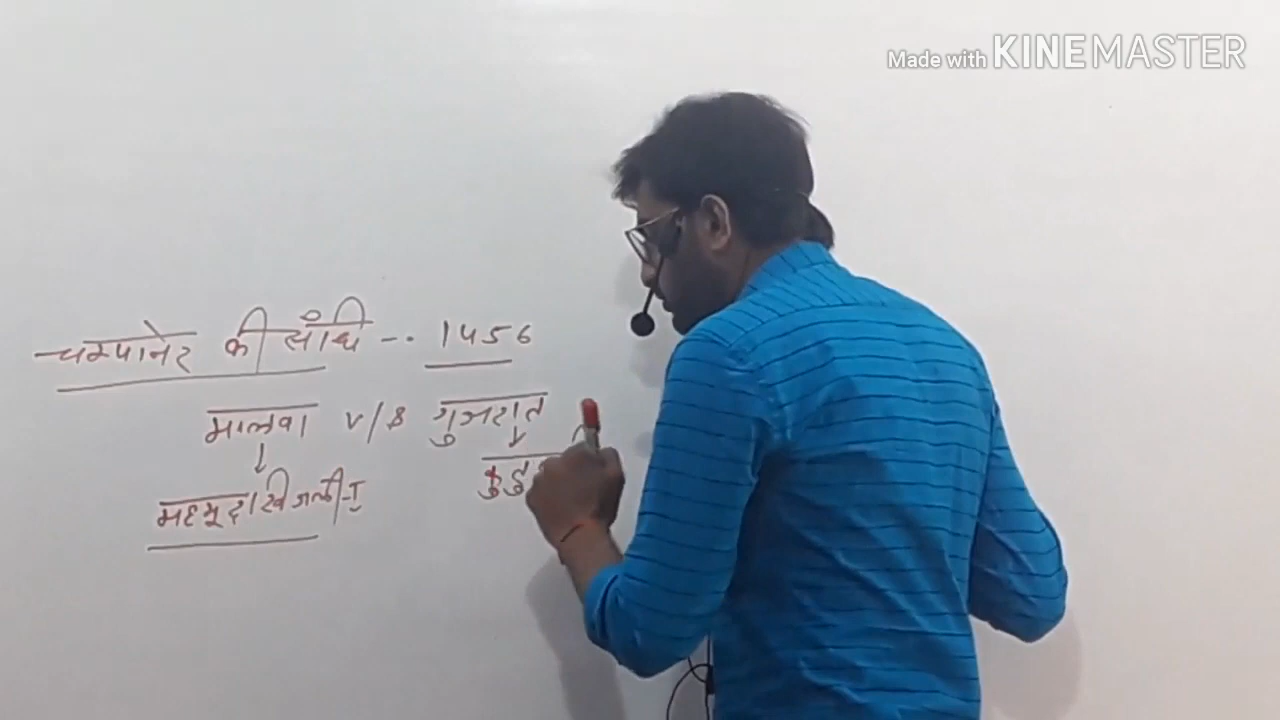 Made with KINEMASTER
चम्पानेर की संधि -- 1456
मालवा v/s गुजरात
महमूद खिलजी-I